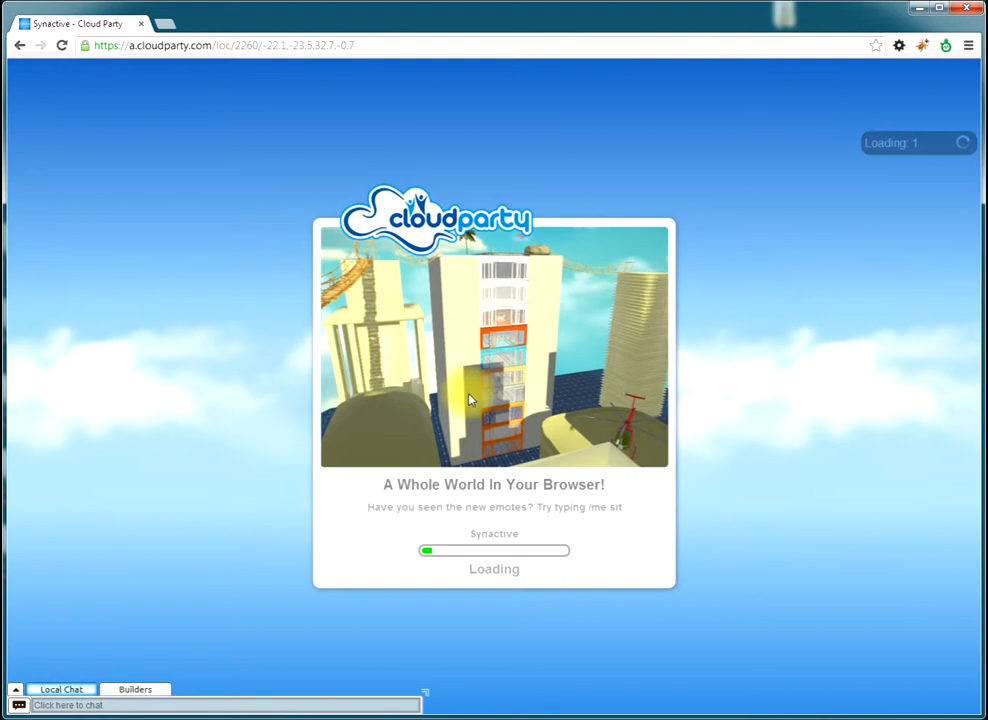 Synactive - Cloud Party
https://a.cloudparty.com/loc/2260/-22.1,-23.5,32.7,-0.7
Loading: 1
cloudparty
A Whole World In Your Browser!
Have you seen the new emotes? Try typing /me sit
Synactive
Loading
Local Chat
Builders
Click here to chat